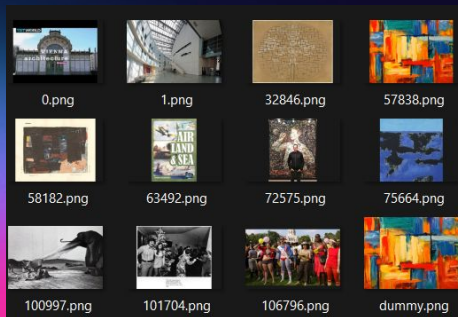 VIENNA
architecture
0.png
1.png
32846.png
57838.png
AIR
LAND
& SEA
58182.png
63492.png
72575.png
75664.png
100997.png
101704.png
106796.png
dummy.png